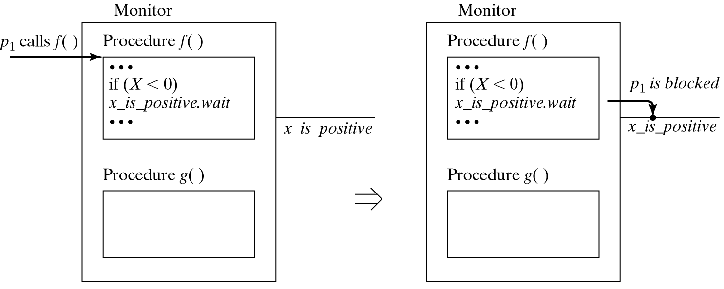 Monitor
p1 calls f( )
Procedure f( )
•••
if (X < 0)
x_is_positive.wait
•••
x is positive
Procedure g( )
⇒
Monitor
Procedure f( )
•••
if (X < 0)
x_is_positive.wait
•••
p1 is blocked
x_is_positive
Procedure g( )